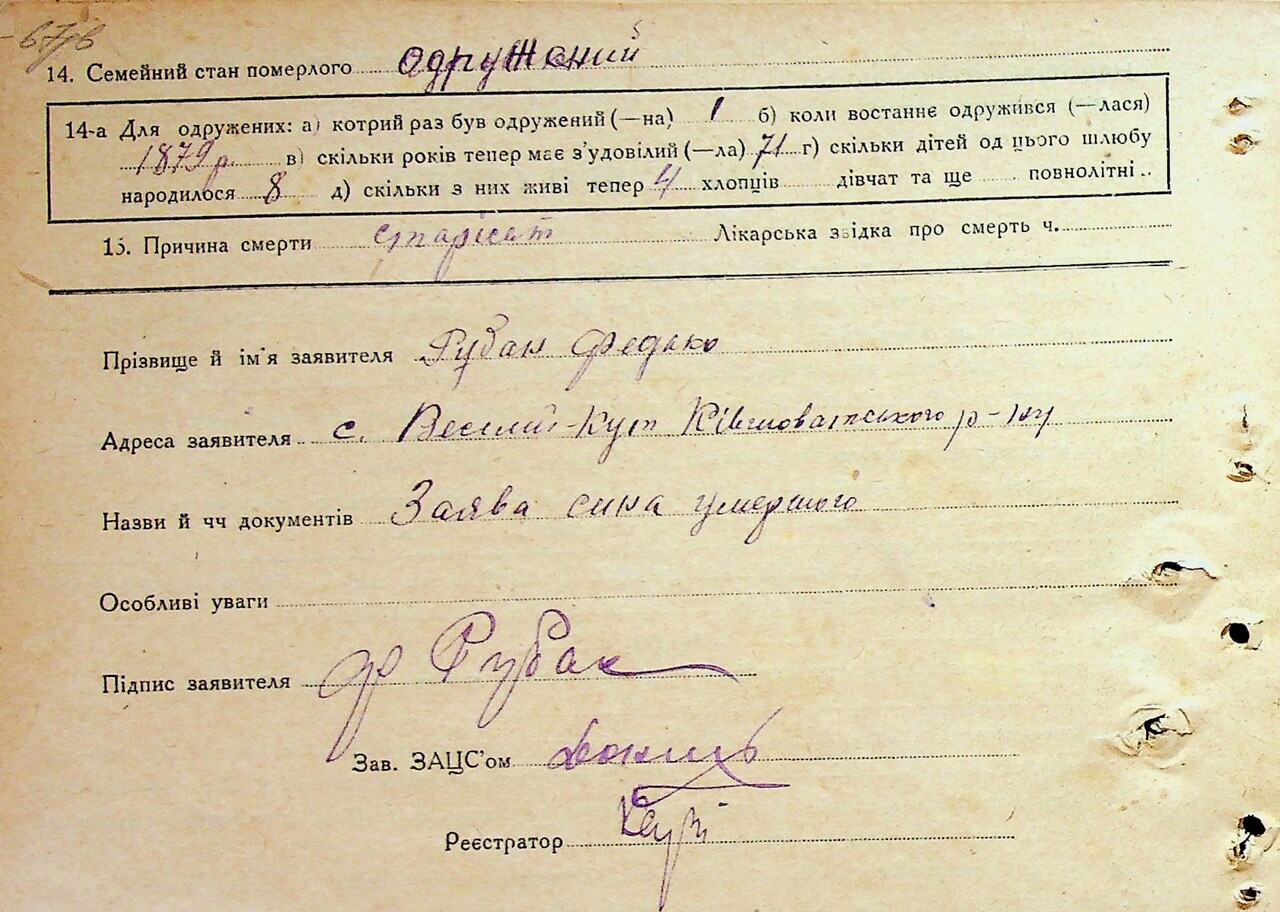 14. Семейний стан померлого одружений
14-а Для одружених: а) котрий раз був одружений (—на) 1 б) коли востаннє одружився (—лася)
1879 р. в) скільки років тепер має з'удовілий (—ла) 71 г) скільки дітей од цього шлюбу
народилося 8 д) скільки з них живі тепер 4 хлопців дівчат та ще повнолітні
15. Причина смерти старість Лікарська звідка про смерть ч.
Прізвище й ім'я заявителя Рубан Федько
Адреса заявителя с. Веселий-Кут Ківшоватського р-ну
Назви й чч документів Заява сина умершого
Особливі уваги
Підпис заявителя Ф Рубан
Зав. ЗАЦС'ом
Реєстратор